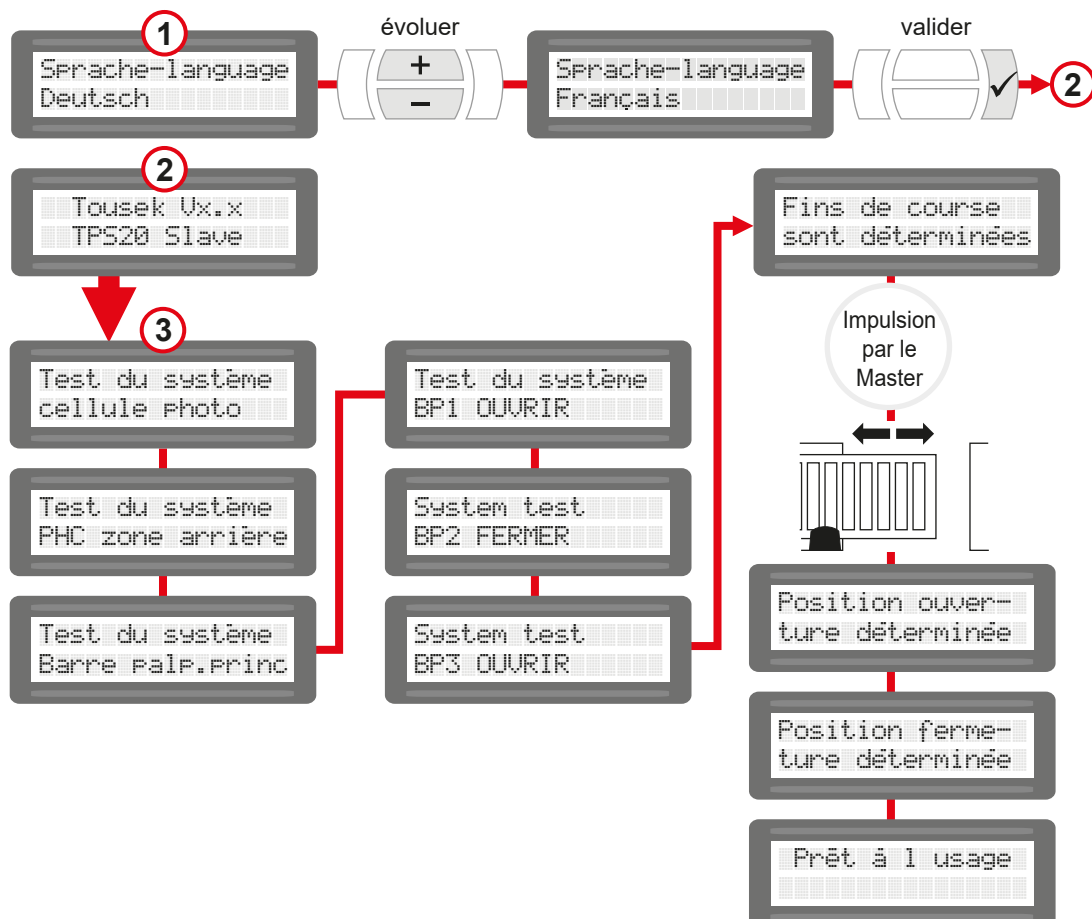 1
Sprache-language
Deutsch
évoluer
+
−
Sprache-language
Français
valider
✓
2
2
Tousek Vx.x
TPS20 Slave
3
Test du système
cellule photo
Test du système
PHC zone arrière
Test du système
Barre palp.princ
Test du système
BP1 OUVRIR
System test
BP2 FERMER
System test
BP3 OUVRIR
Fins de course
sont déterminées
Impulsion
par le
Master
Position ouver-
ture déterminée
Position ferme-
ture déterminée
Prêt à l usage